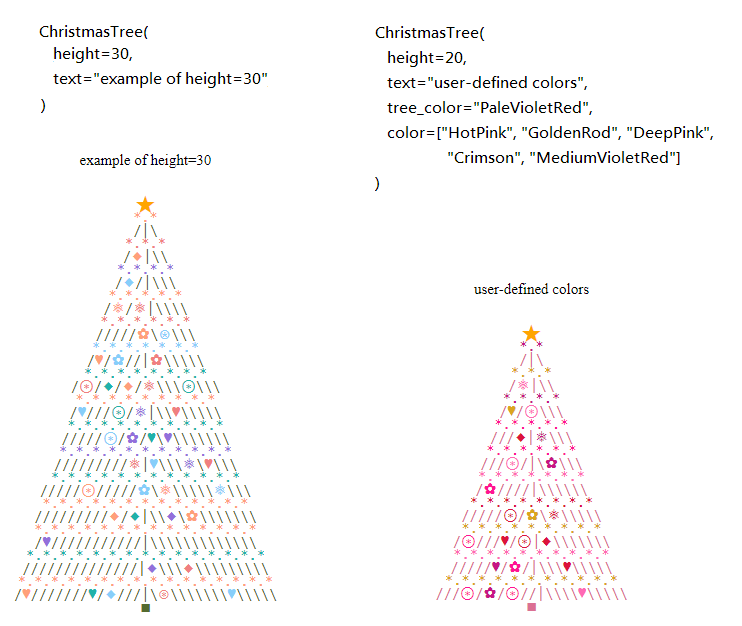 ChristmasTree(
height=30,
text="example of height=30"
)
example of height=30
ChristmasTree(
height=20,
text="user-defined colors",
tree_color="PaleVioletRed",
color=["HotPink", "GoldenRod", "DeepPink",
"Crimson", "MediumVioletRed"]
)
user-defined colors